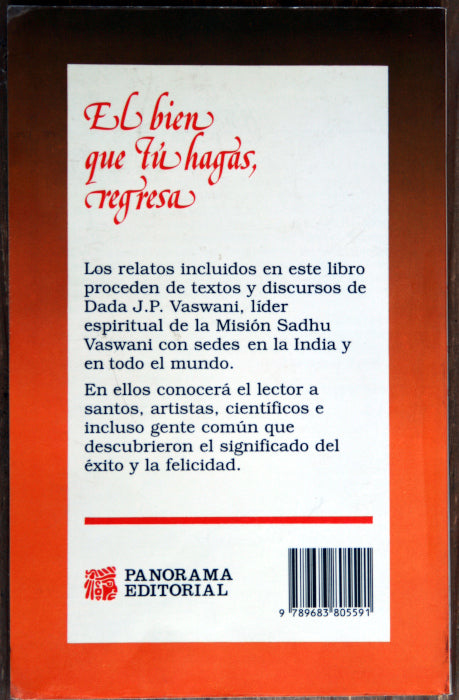 El bien
que tú hagas,
regresa
Los relatos incluidos en este libro
proceden de textos y discursos de
Dada J.P. Vaswani, líder
espiritual de la Misión Sadhu
Vaswani con sedes en la India y
en todo el mundo.
En ellos conocerá el lector a
santos, artistas, científicos e
incluso gente común que
descubrieron el significado del
éxito y la felicidad.
PANORAMA
EDITORIAL
9 789683 805591